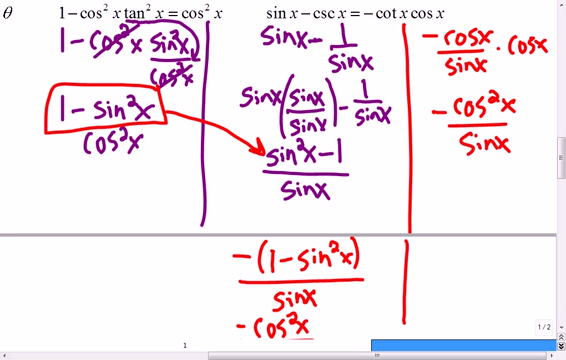 θ
1 − cos² x tan² x = cos² x
1 − cos²x sin²x
cos²x
1 − sin²x
cos²x
sin x − csc x = − cot x cos x
sinx − 1
sinx
sinx (sinx/sinx) − 1/sinx
sin²x − 1
sinx
−(1 − sin²x)
sinx
−cos²x
−cosx · cosx
sinx
−cos²x
sinx
1
1 / 2